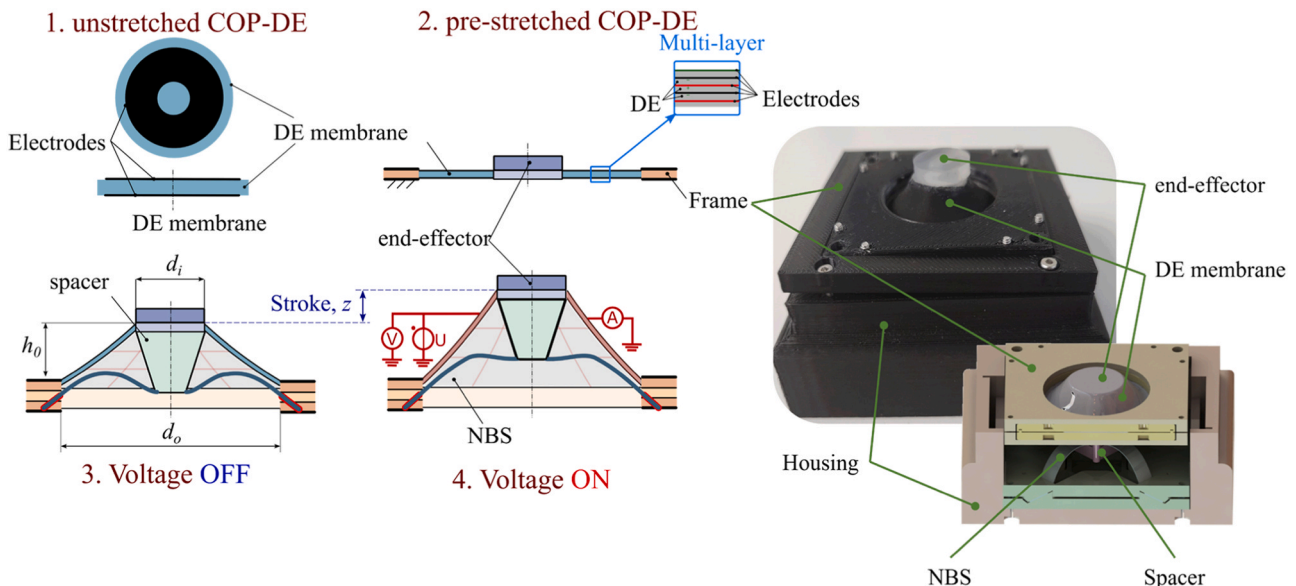 1. unstretched COP-DE
2. pre-stretched COP-DE
Multi-layer
DE
Electrodes
Electrodes
DE membrane
DE membrane
Frame
end-effector
end-effector
DE membrane
spacer
d_i
Stroke, z
h_0
V
U
A
NBS
d_o
3. Voltage OFF
4. Voltage ON
Housing
NBS
Spacer